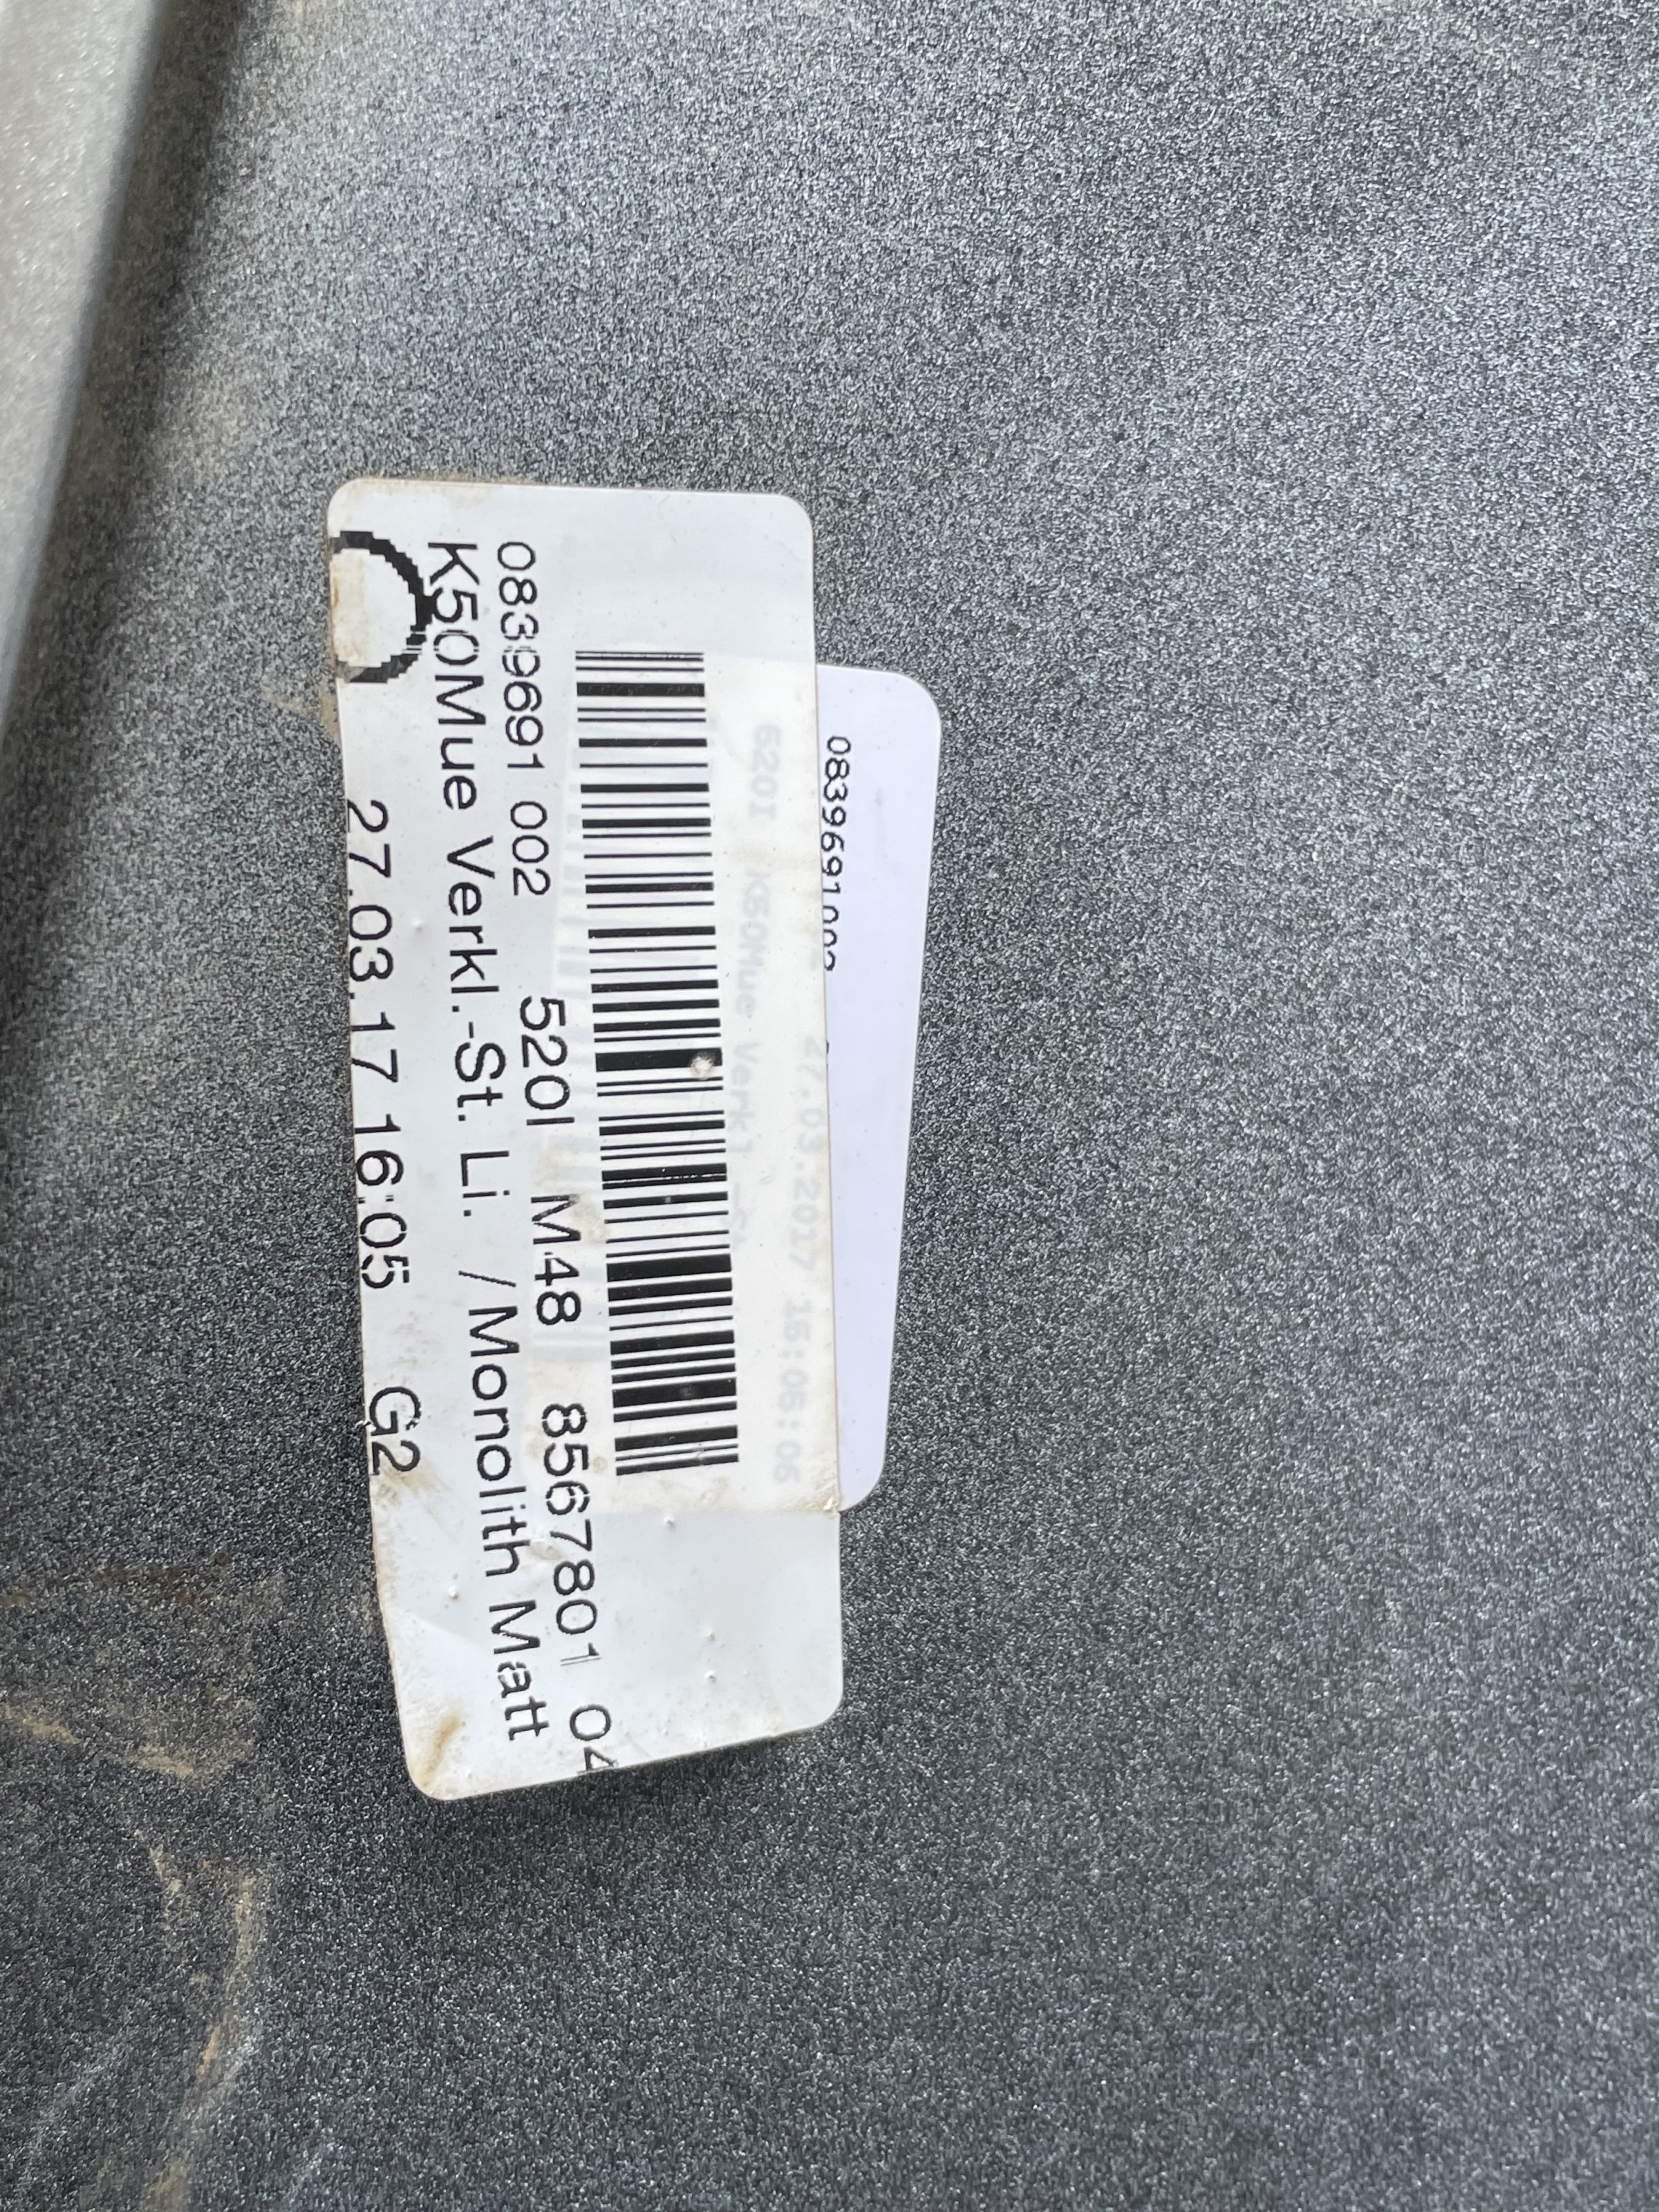 0839691 002 520I M48 8567801 04
K50Mue Verkl.-St. Li. /Monolith Matt
27.03.17 16:05 G2
0839691002
620I K50Mue Verkl
27.03.2017 16:05:06